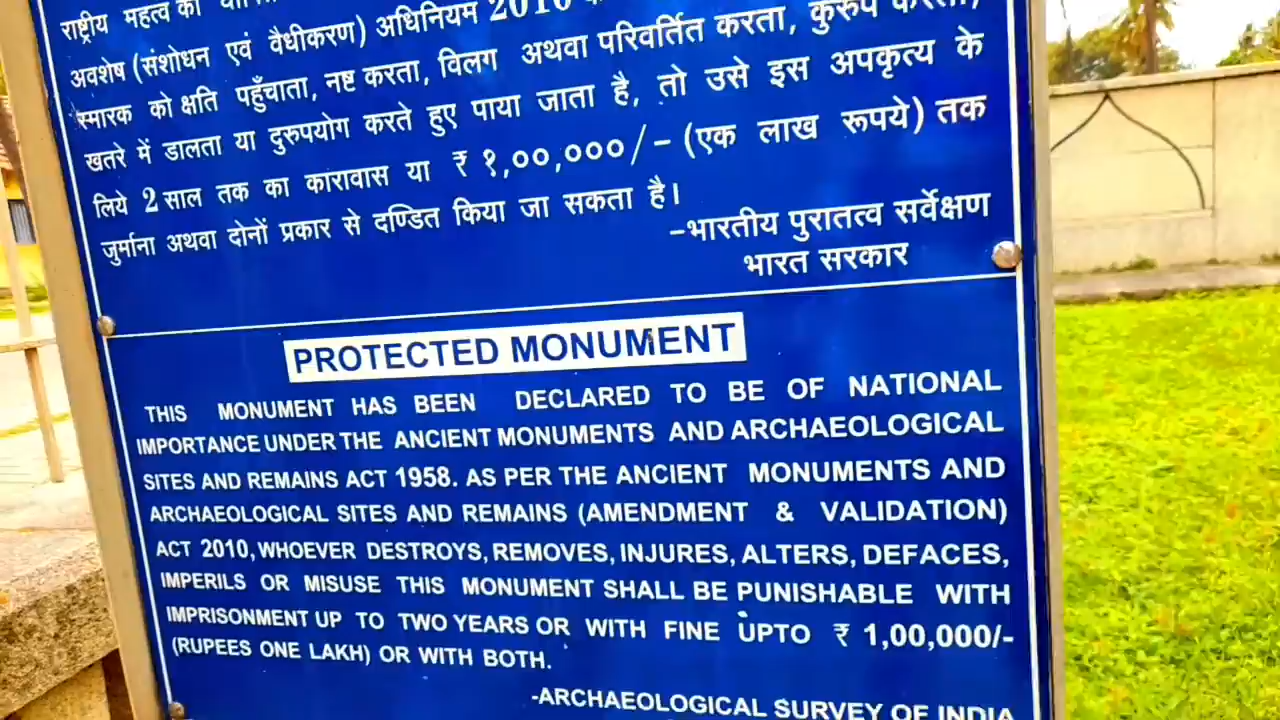 राष्ट्रीय महत्व का
अवशेष (संशोधन एवं वैधीकरण) अधिनियम 2010
स्मारक को क्षति पहुँचाता, नष्ट करता, विलग अथवा परिवर्तित करता, कुरुप करता,
खतरे में डालता या दुरुपयोग करते हुए पाया जाता है, तो उसे इस अपकृत्य के
लिये 2 साल तक का कारावास या ₹ १,००,०००/- (एक लाख रूपये) तक
जुर्माना अथवा दोनों प्रकार से दण्डित किया जा सकता है।
-भारतीय पुरातत्व सर्वेक्षण
भारत सरकार
PROTECTED MONUMENT
THIS MONUMENT HAS BEEN DECLARED TO BE OF NATIONAL
IMPORTANCE UNDER THE ANCIENT MONUMENTS AND ARCHAEOLOGICAL
SITES AND REMAINS ACT 1958. AS PER THE ANCIENT MONUMENTS AND
ARCHAEOLOGICAL SITES AND REMAINS (AMENDMENT & VALIDATION)
ACT 2010, WHOEVER DESTROYS, REMOVES, INJURES, ALTERS, DEFACES,
IMPERILS OR MISUSE THIS MONUMENT SHALL BE PUNISHABLE WITH
IMPRISONMENT UP TO TWO YEARS OR WITH FINE UPTO ₹ 1,00,000/-
(RUPEES ONE LAKH) OR WITH BOTH.
-ARCHAEOLOGICAL SURVEY OF INDIA